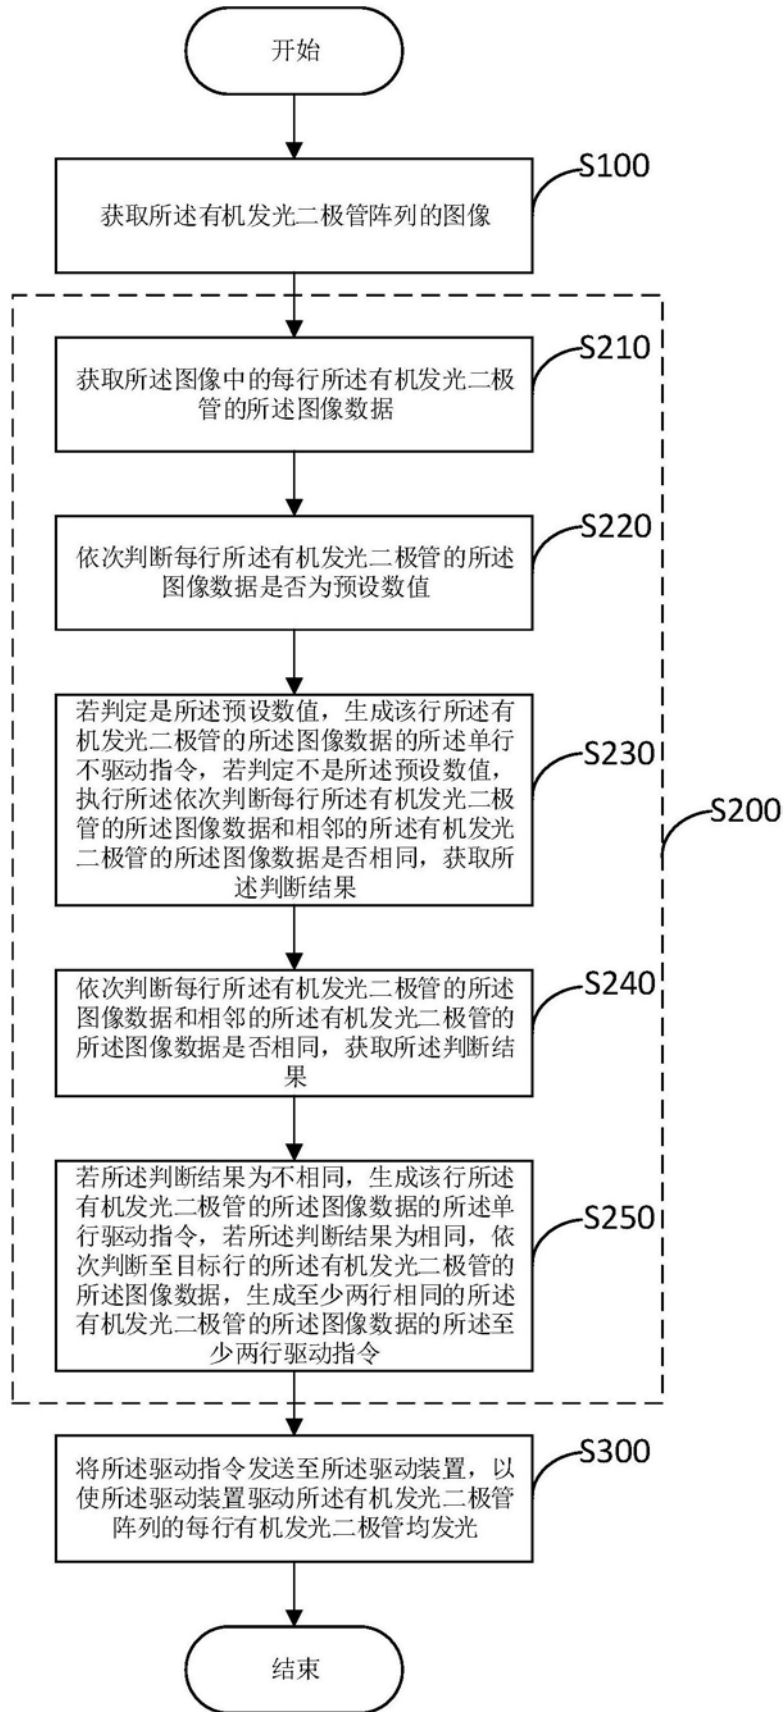 开始
S100
获取所述有机发光二极管阵列的图像
S210
获取所述图像中的每行所述有机发光二极
管的所述图像数据
S220
依次判断每行所述有机发光二极管的所述
图像数据是否为预设数值
若判定是所述预设数值，生成该行所述有
机发光二极管的所述图像数据的所述单行
不驱动指令，若判定不是所述预设数值，
执行所述依次判断每行所述有机发光二极
管的所述图像数据和相邻的所述有机发光
二极管的所述图像数据是否相同，获取所
述判断结果
S230
S200
依次判断每行所述有机发光二极管的所述
图像数据和相邻的所述有机发光二极管的
所述图像数据是否相同，获取所述判断结
果
S240
若所述判断结果为不相同，生成该行所述
有机发光二极管的所述图像数据的所述单
行驱动指令，若所述判断结果为相同，依
次判断至目标行的所述有机发光二极管的
所述图像数据，生成至少两行相同的所述
有机发光二极管的所述图像数据的所述至
少两行驱动指令
S250
将所述驱动指令发送至所述驱动装置，以
使所述驱动装置驱动所述有机发光二极管
阵列的每行有机发光二极管均发光
S300
结束